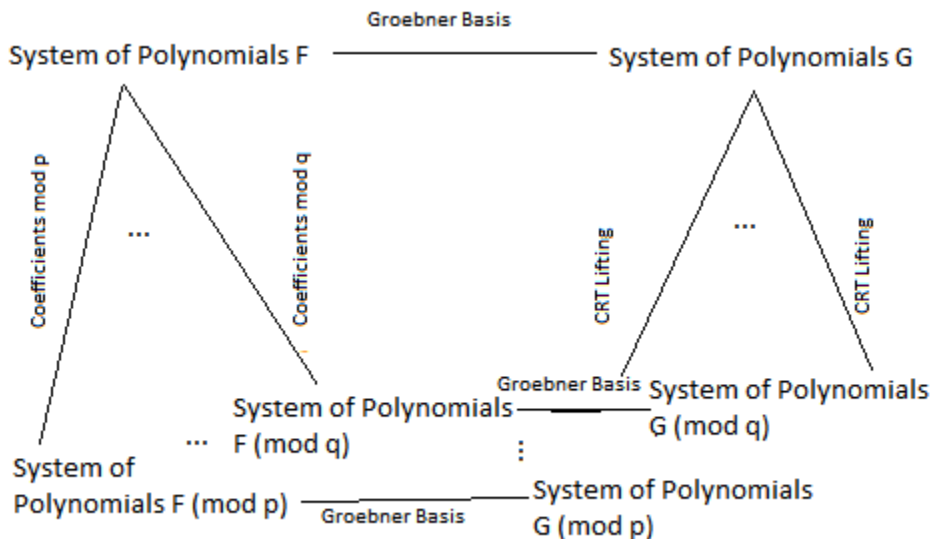 Groebner Basis
System of Polynomials F
System of Polynomials G
Coefficients mod p
...
Coefficients mod q
CRT Lifting
...
CRT Lifting
Groebner Basis
System of Polynomials
F (mod q)
System of Polynomials
G (mod q)
...
...
System of
Polynomials F (mod p)
Groebner Basis
System of Polynomials
G (mod p)